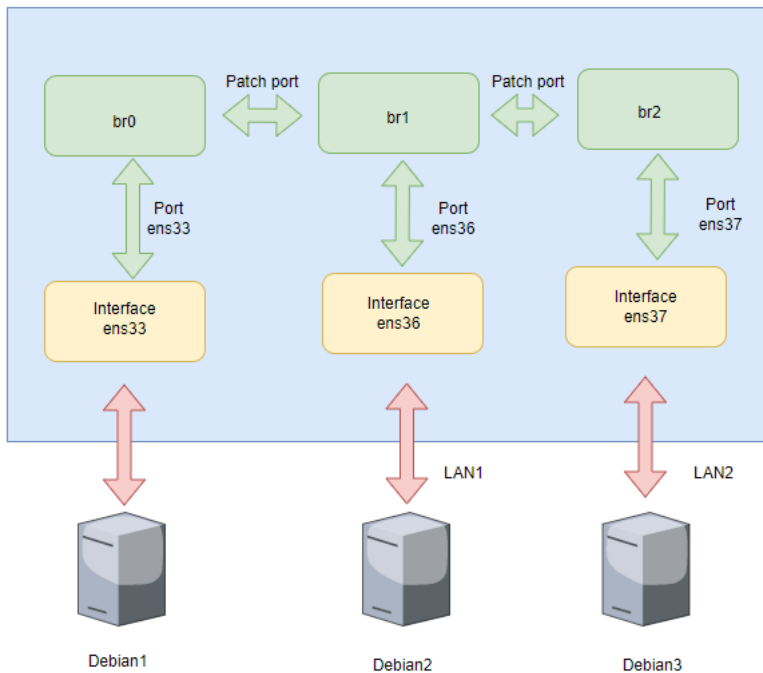 Patch port
Patch port
br0
br1
br2
Port
ens33
Port
ens36
Port
ens37
Interface
ens33
Interface
ens36
Interface
ens37
LAN1
LAN2
Debian1
Debian2
Debian3